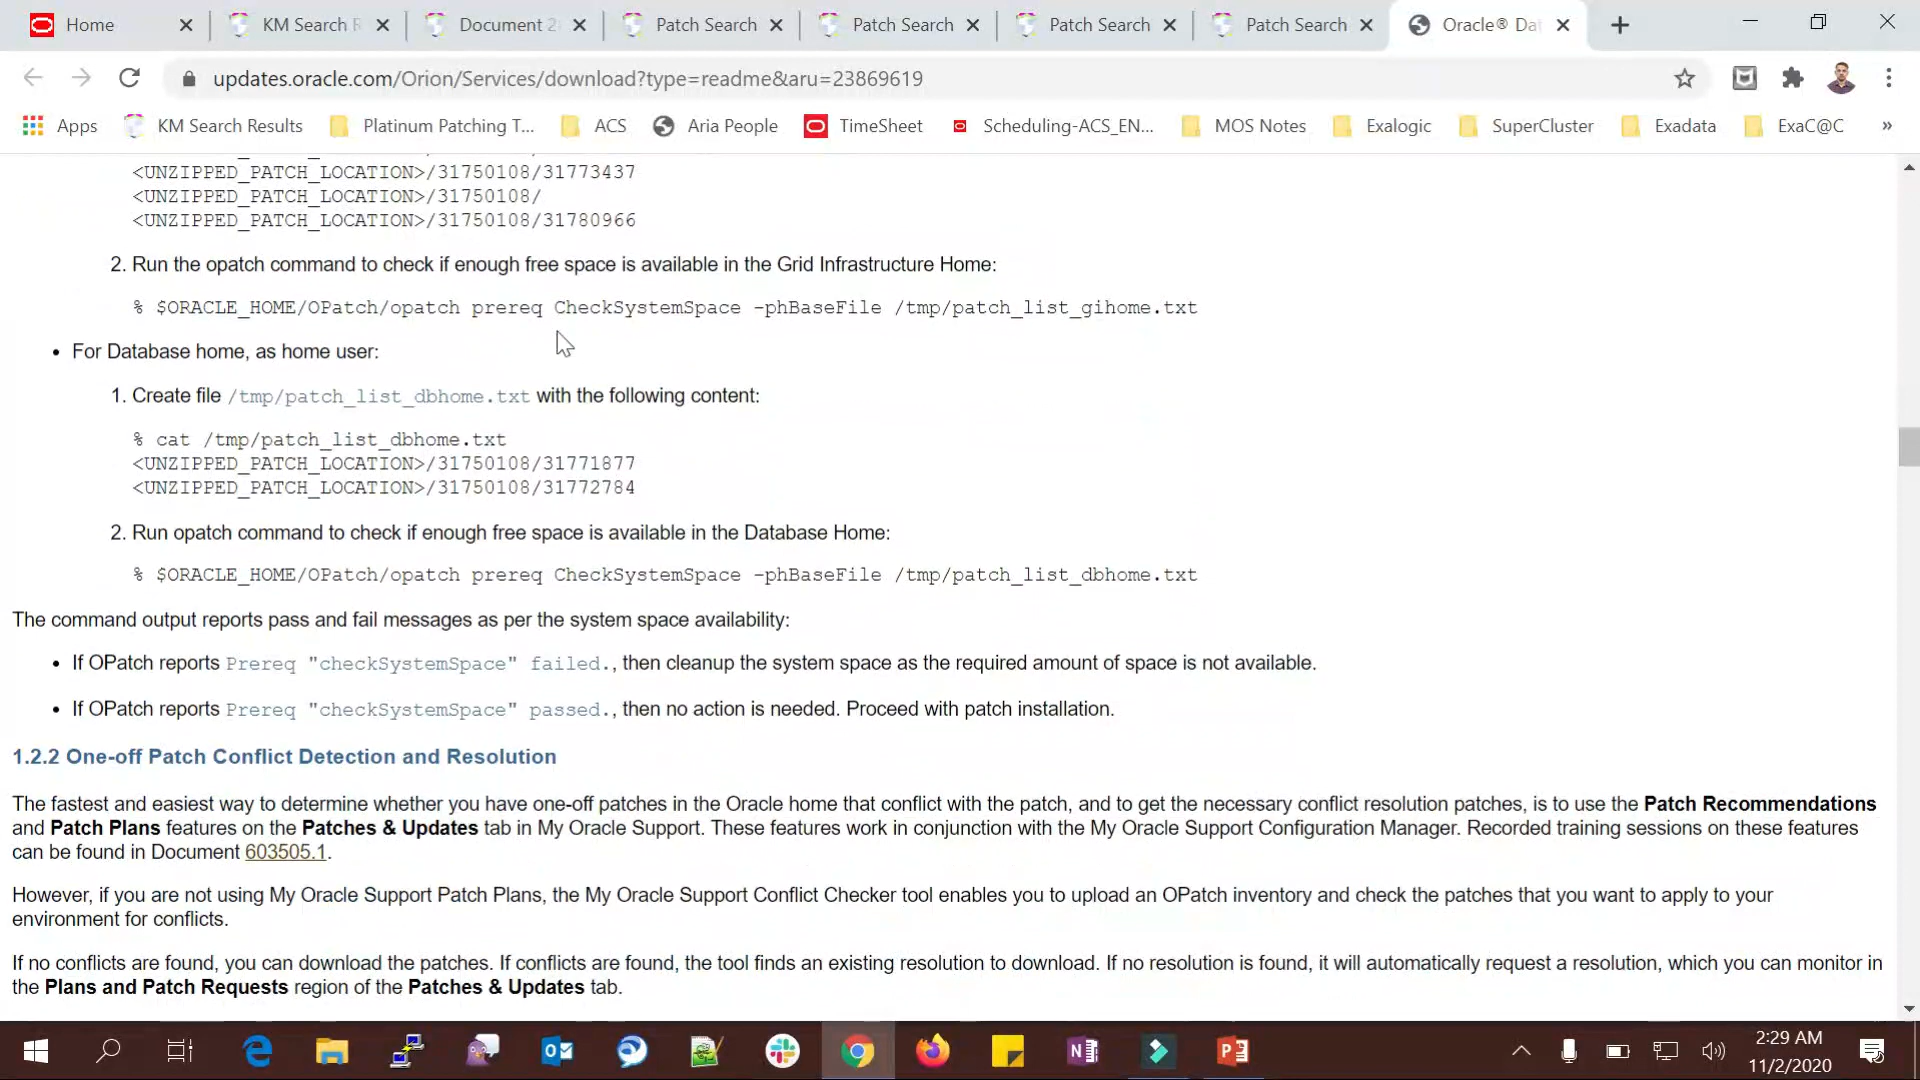 Home
KM Search R
Document 2
Patch Search
Patch Search
Patch Search
Patch Search
Oracle® Dat
updates.oracle.com/Orion/Services/download?type=readme&aru=23869619
Apps
KM Search Results
Platinum Patching T...
ACS
Aria People
TimeSheet
Scheduling-ACS_EN...
MOS Notes
Exalogic
SuperCluster
Exadata
ExaC@C
»
<UNZIPPED_PATCH_LOCATION>/31750108/31773437
<UNZIPPED_PATCH_LOCATION>/31750108/
<UNZIPPED_PATCH_LOCATION>/31750108/31780966
2. Run the opatch command to check if enough free space is available in the Grid Infrastructure Home:
% $ORACLE_HOME/OPatch/opatch prereq CheckSystemSpace -phBaseFile /tmp/patch_list_gihome.txt
• For Database home, as home user:
1. Create file /tmp/patch_list_dbhome.txt with the following content:
% cat /tmp/patch_list_dbhome.txt
<UNZIPPED_PATCH_LOCATION>/31750108/31771877
<UNZIPPED_PATCH_LOCATION>/31750108/31772784
2. Run opatch command to check if enough free space is available in the Database Home:
% $ORACLE_HOME/OPatch/opatch prereq CheckSystemSpace -phBaseFile /tmp/patch_list_dbhome.txt
The command output reports pass and fail messages as per the system space availability:
• If OPatch reports Prereq "checkSystemSpace" failed., then cleanup the system space as the required amount of space is not available.
• If OPatch reports Prereq "checkSystemSpace" passed., then no action is needed. Proceed with patch installation.
1.2.2 One-off Patch Conflict Detection and Resolution
The fastest and easiest way to determine whether you have one-off patches in the Oracle home that conflict with the patch, and to get the necessary conflict resolution patches, is to use the Patch Recommendations
and Patch Plans features on the Patches & Updates tab in My Oracle Support. These features work in conjunction with the My Oracle Support Configuration Manager. Recorded training sessions on these features
can be found in Document 603505.1.
However, if you are not using My Oracle Support Patch Plans, the My Oracle Support Conflict Checker tool enables you to upload an OPatch inventory and check the patches that you want to apply to your
environment for conflicts.
If no conflicts are found, you can download the patches. If conflicts are found, the tool finds an existing resolution to download. If no resolution is found, it will automatically request a resolution, which you can monitor in
the Plans and Patch Requests region of the Patches & Updates tab.
2:29 AM
11/2/2020